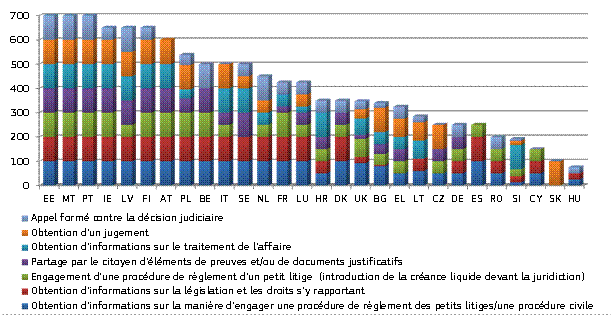 700
600
500
400
300
200
100
0
EE MT PT IE LV FI AT PL BE IT SE NL FR LU HR DK UK BG EL LT CZ DE ES RO SI CY SK HU
Appel formé contre la décision judiciaire
Obtention d'un jugement
Obtention d'informations sur le traitement de l'affaire
Partage par le citoyen d'éléments de preuves et/ou de documents justificatifs
Engagement d'une procédure de règlement d'un petit litige (introduction de la créance liquide devant la juridiction)
Obtention d'informations sur la législation et les droits s'y rapportant
Obtention d'informations sur la manière d'engager une procédure de règlement des petits litiges/une procédure civile